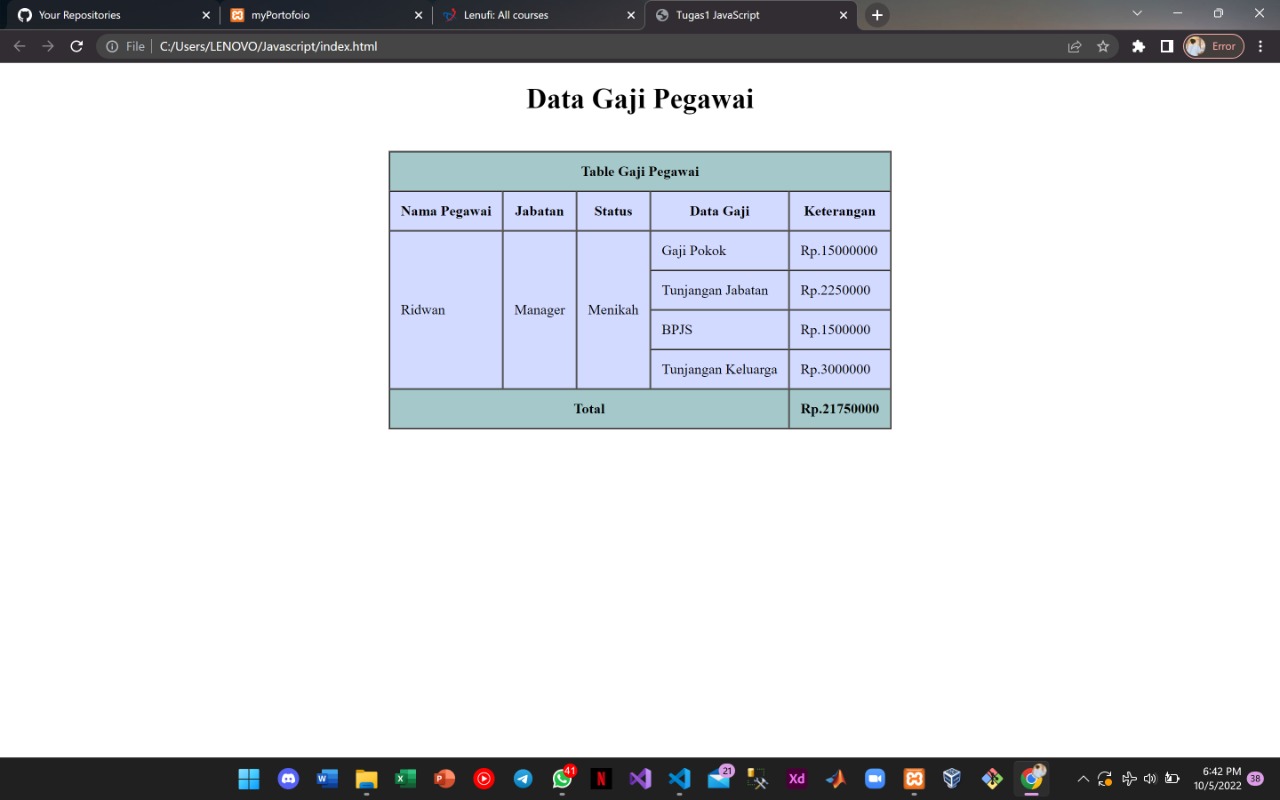 Your Repositories
myPortofoio
Lenufi: All courses
Tugas1 JavaScript
File
C:/Users/LENOVO/Javascript/index.html
Error
Data Gaji Pegawai
Table Gaji Pegawai
Nama Pegawai Jabatan Status Data Gaji Keterangan
Ridwan Manager Menikah
Gaji Pokok Rp.15000000
Tunjangan Jabatan Rp.2250000
BPJS Rp.1500000
Tunjangan Keluarga Rp.3000000
Total Rp.21750000
W
X
P
41
N
21
Xd
6:42 PM
10/5/2022
38